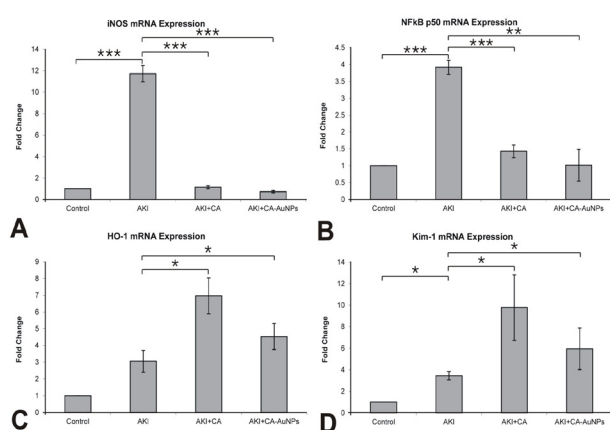 iNOS mRNA Expression
***
***
***
14
12
10
8
6
4
2
0
Fold Change
Control
AKI
AKI+CA
AKI+CA-AuNPs
A
NFkB p50 mRNA Expression
**
***
***
4.5
4
3.5
3
2.5
2
1.5
1
0.5
0
Fold Change
Control
AKI
AKI+CA
AKI+CA-AuNPs
B
HO-1 mRNA Expression
*
*
9
8
7
6
5
4
3
2
1
0
Fold Change
Control
AKI
AKI+CA
AKI+CA-AuNPs
C
Kim-1 mRNA Expression
*
*
*
14
12
10
8
6
4
2
0
Fold Change
Control
AKI
AKI+CA
AKI+CA-AuNPs
D